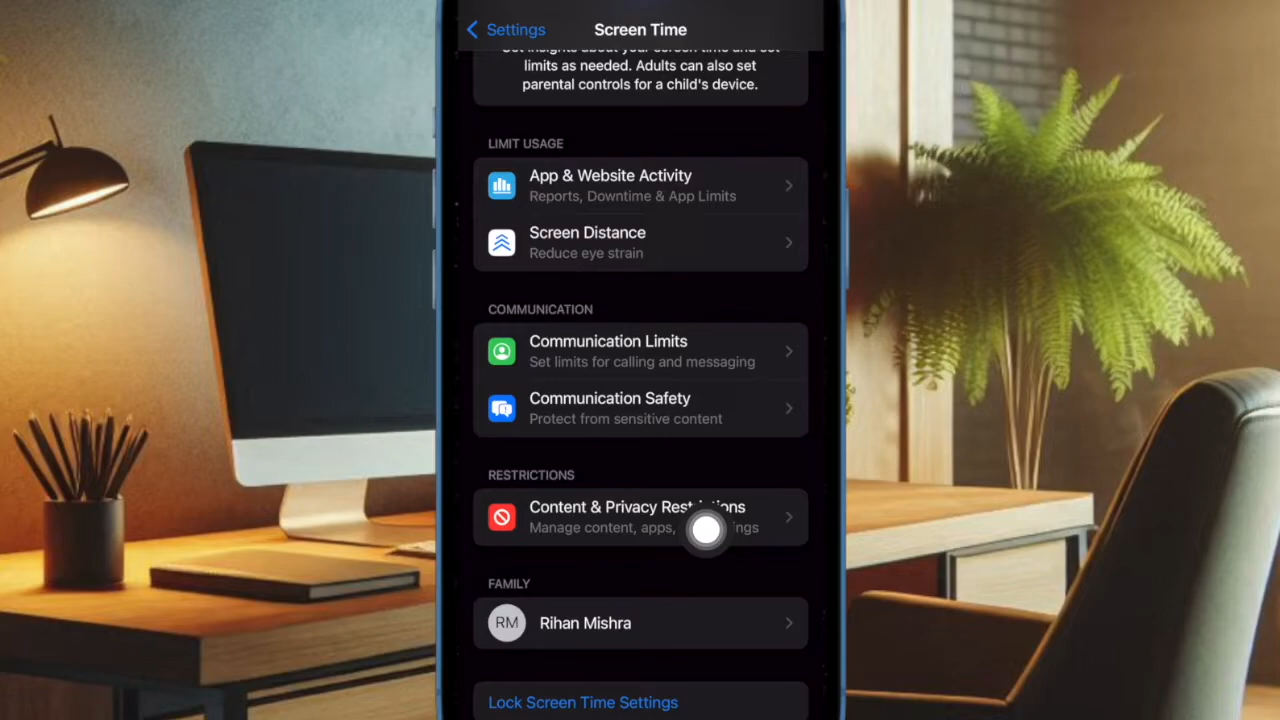 Settings
Screen Time
limits as needed. Adults can also set
parental controls for a child's device.
LIMIT USAGE
App & Website Activity
Reports, Downtime & App Limits
Screen Distance
Reduce eye strain
COMMUNICATION
Communication Limits
Set limits for calling and messaging
Communication Safety
Protect from sensitive content
RESTRICTIONS
Content & Privacy Restrictions
Manage content, apps,
FAMILY
RM
Rihan Mishra
Lock Screen Time Settings